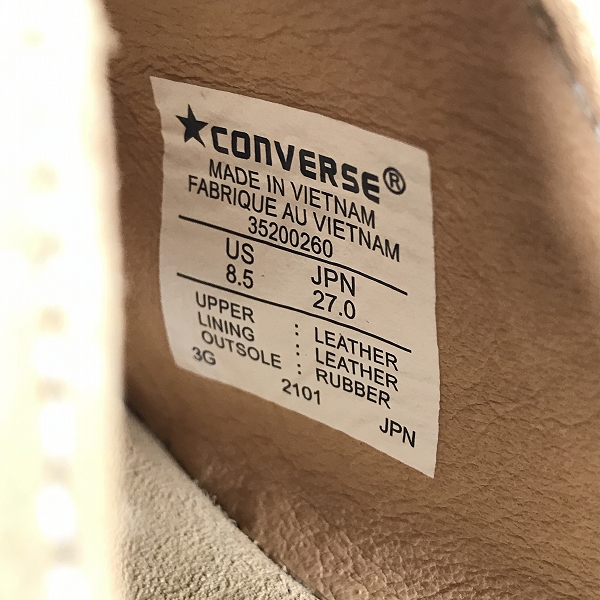 ★CONVERSE®
MADE IN VIETNAM
FABRIQUE AU VIETNAM
35200260
US JPN
8.5 27.0
UPPER : LEATHER
LINING : LEATHER
OUTSOLE : RUBBER
3G 2101 JPN